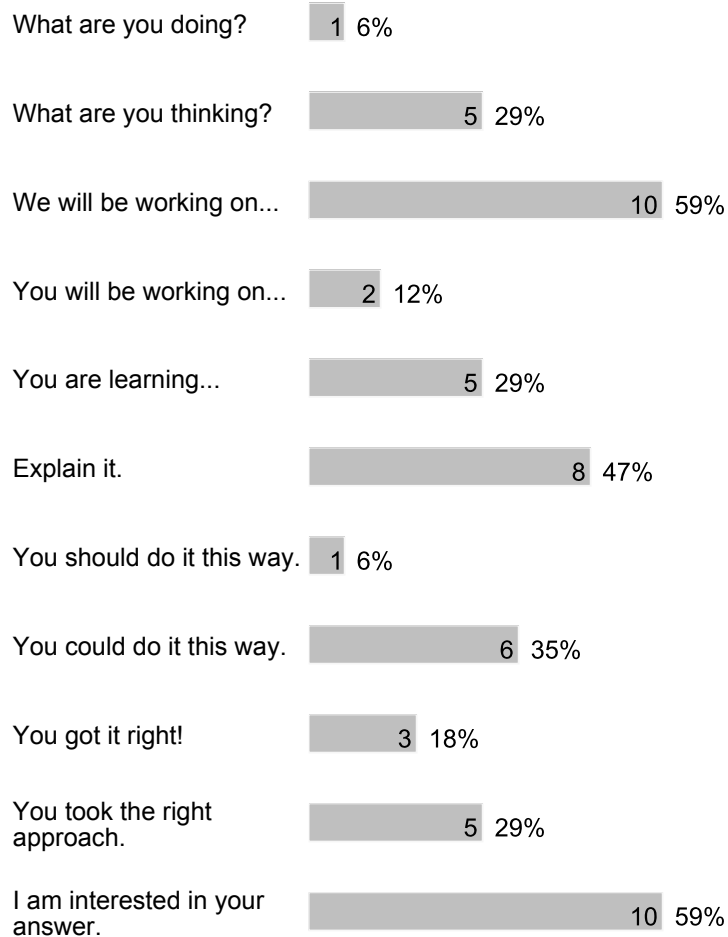 What are you doing? 1 6%
What are you thinking? 5 29%
We will be working on... 10 59%
You will be working on... 2 12%
You are learning... 5 29%
Explain it. 8 47%
You should do it this way. 1 6%
You could do it this way. 6 35%
You got it right! 3 18%
You took the right
approach. 5 29%
I am interested in your
answer. 10 59%